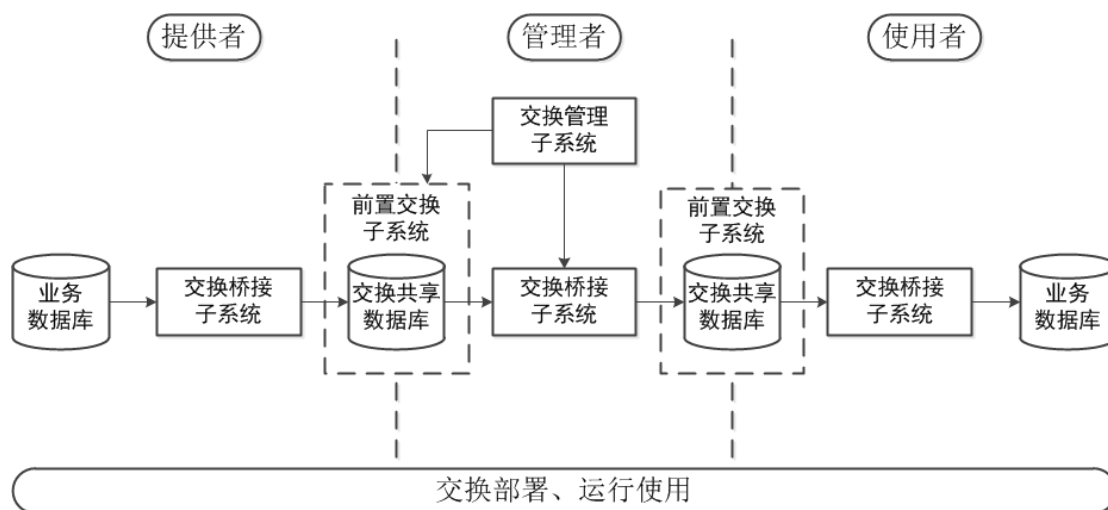 提供者
管理者
使用者
交换管理
子系统
前置交换
子系统
前置交换
子系统
业务
数据库
交换桥接
子系统
交换共享
数据库
交换桥接
子系统
交换共享
数据库
交换桥接
子系统
业务
数据库
交换部署、运行使用